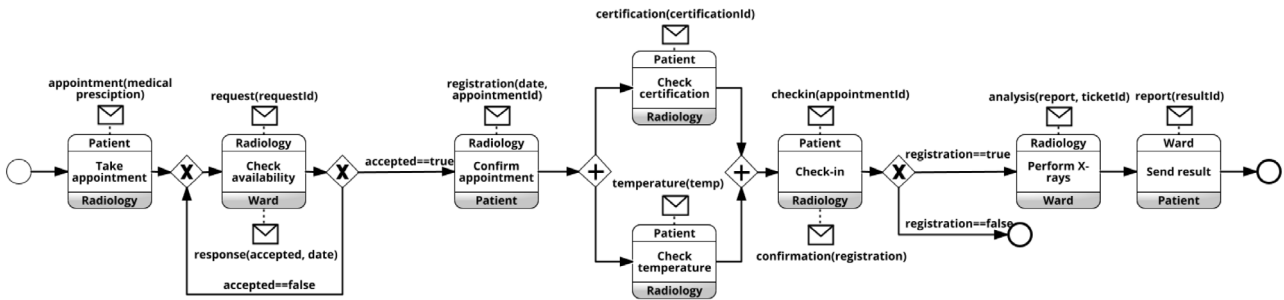 appointment(medical
presciption)
Patient
Take
appointment
Radiology
X
request(requestId)
Radiology
Check
availability
Ward
response(accepted, date)
X
accepted==true
accepted==false
registration(date,
appointmentId)
Radiology
Confirm
appointment
Patient
certification(certificationId)
Patient
Check
certification
Radiology
temperature(temp)
Patient
Check
temperature
Radiology
checkin(appointmentId)
Patient
Check-in
Radiology
confirmation(registration)
X
registration==true
registration==false
analysis(report, ticketId)
Radiology
Perform X-
rays
Ward
report(resultId)
Ward
Send result
Patient